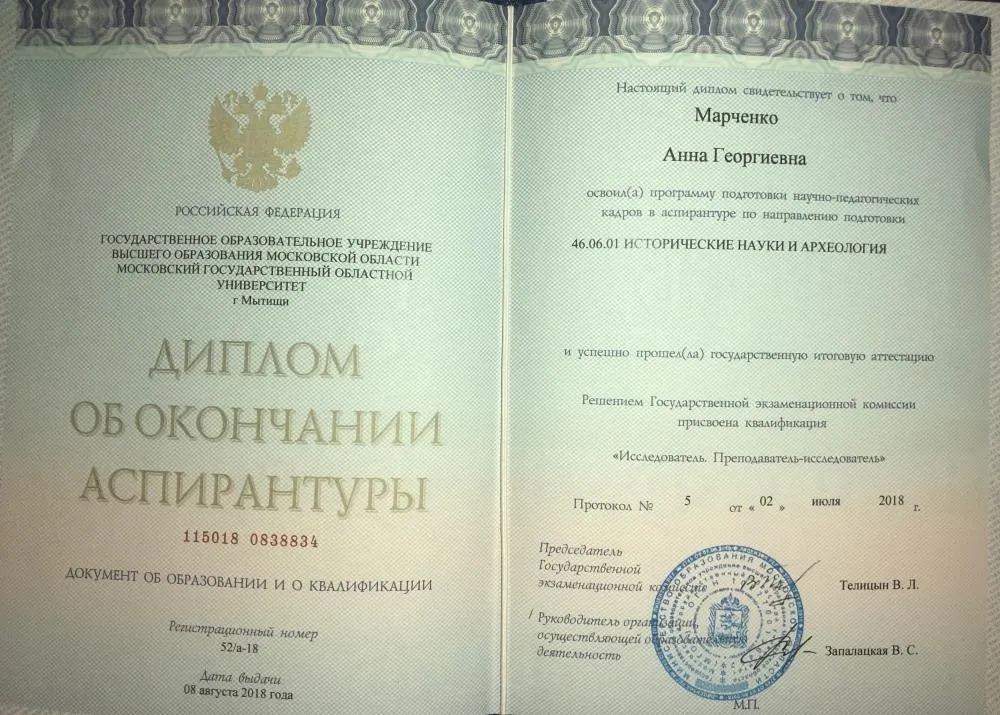 РОССИЙСКАЯ ФЕДЕРАЦИЯ
ГОСУДАРСТВЕННОЕ ОБРАЗОВАТЕЛЬНОЕ УЧРЕЖДЕНИЕ
ВЫСШЕГО ОБРАЗОВАНИЯ МОСКОВСКОЙ ОБЛАСТИ
МОСКОВСКИЙ ГОСУДАРСТВЕННЫЙ ОБЛАСТНОЙ
УНИВЕРСИТЕТ
г Мытищи
ДИПЛОМ
ОБ ОКОНЧАНИИ
АСПИРАНТУРЫ
115018 0838834
ДОКУМЕНТ ОБ ОБРАЗОВАНИИ И О КВАЛИФИКАЦИИ
Регистрационный номер
52/а-18
Дата выдачи
08 августа 2018 года
Настоящий диплом свидетельствует о том, что
Марченко
Анна Георгиевна
освоил(а) программу подготовки научно-педагогических
кадров в аспирантуре по направлению подготовки
46.06.01 ИСТОРИЧЕСКИЕ НАУКИ И АРХЕОЛОГИЯ
и успешно прошел(ла) государственную итоговую аттестацию
Решением Государственной экзаменационной комиссии
присвоена квалификация
«Исследователь. Преподаватель-исследователь»
Протокол № 5 от « 02 » июля 2018 г.
Председатель
Государственной
экзаменационной комиссии Телицын В. Л.
Руководитель организации,
осуществляющей образовательную
деятельность Запалацкая В. С.
М.П.